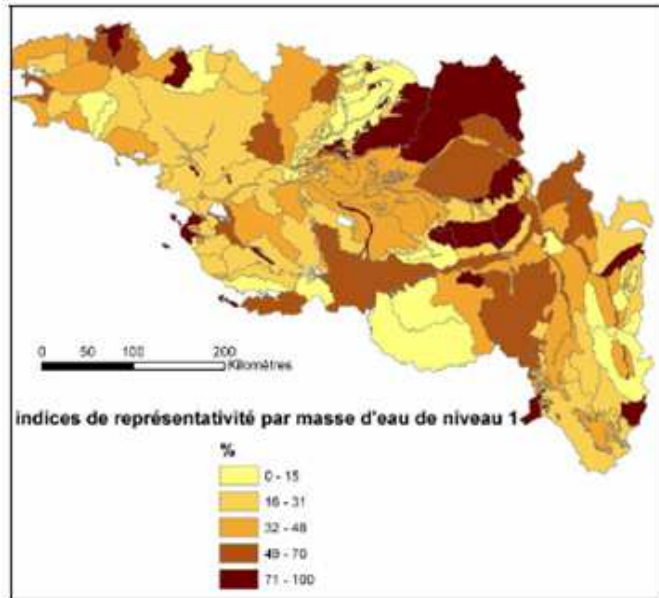 0 50 100 200
Kilomètres
indices de représentativité par masse d'eau de niveau 1
%
0 - 15
16 - 31
32 - 48
49 - 70
71 - 100